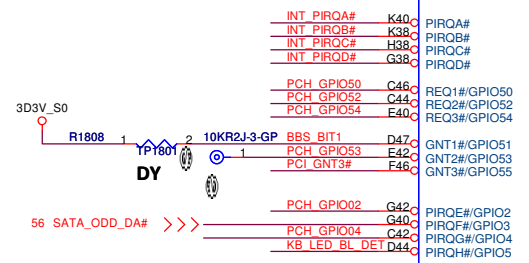 INT_PIRQA# K40 PIRQA#
INT_PIRQB# K38 PIRQB#
INT_PIRQC# H38 PIRQC#
INT_PIRQD# G38 PIRQD#
PCH_GPIO50 C46 REQ1#/GPIO50
PCH_GPIO52 C44 REQ2#/GPIO52
PCH_GPIO54 E40 REQ3#/GPIO54
3D3V_S0
R1808 1 2 10KR2J-3-GP BBS_BIT1 D47 GNT1#/GPIO51
TP1801 1 PCH_GPIO53 E42 GNT2#/GPIO53
DY PCI_GNT3# F46 GNT3#/GPIO55
PCH_GPIO02 G42 PIRQE#/GPIO2
56 SATA_ODD_DA# G40 PIRQF#/GPIO3
PCH_GPIO04 C42 PIRQG#/GPIO4
KB_LED_BL_DET D44 PIRQH#/GPIO5